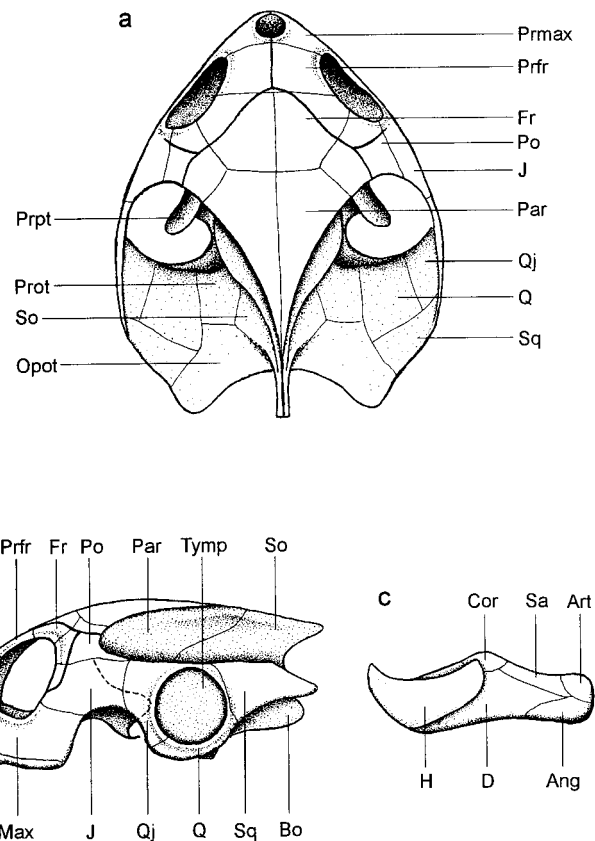 a
Prmax
Prfr
Fr
Po
J
Par
Prpt
Qj
Prot
Q
So
Sq
Opot
Prfr Fr Po Par Tymp So
Max J Qj Q Sq Bo
c
Cor Sa Art
H D Ang